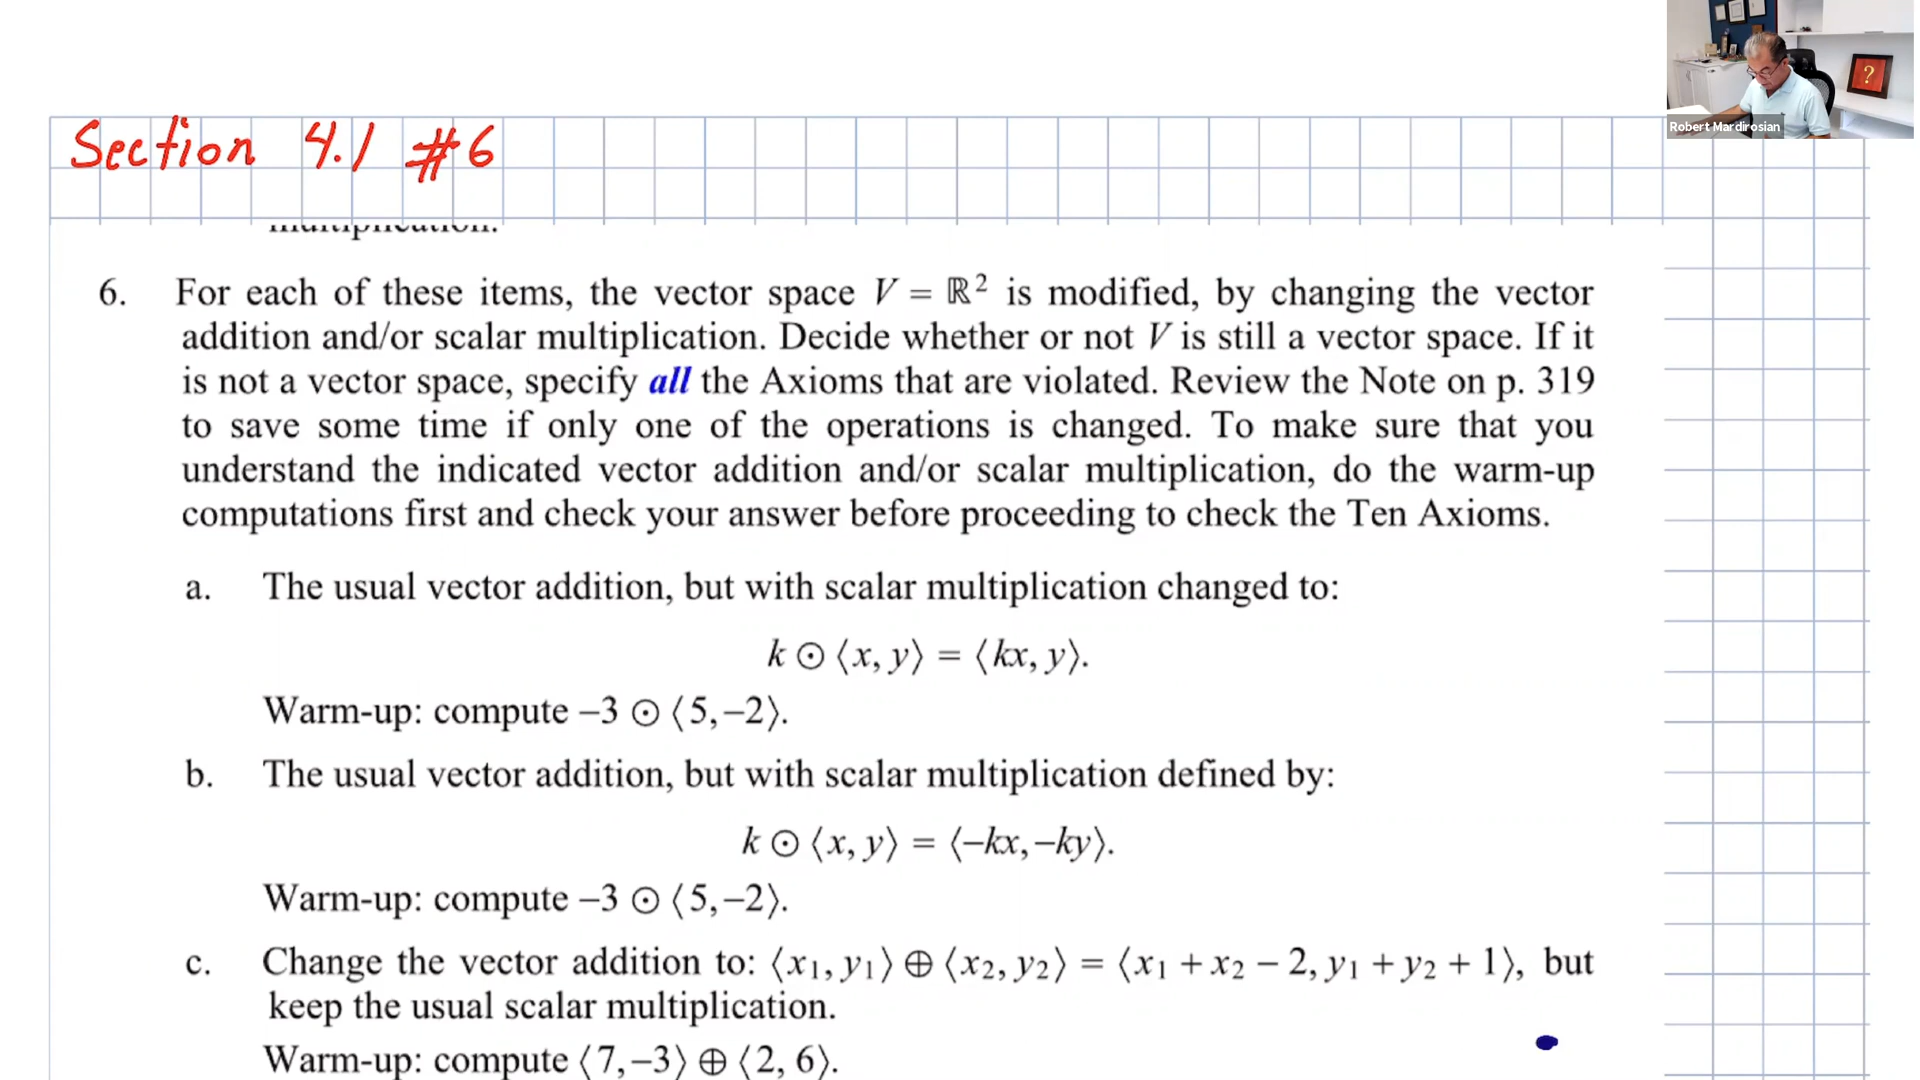 ?
Robert Mardirosian
Section 4.1 #6
multiplication.
6. For each of these items, the vector space V = ℝ² is modified, by changing the vector
addition and/or scalar multiplication. Decide whether or not V is still a vector space. If it
is not a vector space, specify all the Axioms that are violated. Review the Note on p. 319
to save some time if only one of the operations is changed. To make sure that you
understand the indicated vector addition and/or scalar multiplication, do the warm-up
computations first and check your answer before proceeding to check the Ten Axioms.
a. The usual vector addition, but with scalar multiplication changed to:
k ⊙ ⟨x, y⟩ = ⟨kx, y⟩.
Warm-up: compute −3 ⊙ ⟨5, −2⟩.
b. The usual vector addition, but with scalar multiplication defined by:
k ⊙ ⟨x, y⟩ = ⟨−kx, −ky⟩.
Warm-up: compute −3 ⊙ ⟨5, −2⟩.
c. Change the vector addition to: ⟨x₁, y₁⟩ ⊕ ⟨x₂, y₂⟩ = ⟨x₁ + x₂ − 2, y₁ + y₂ + 1⟩, but
keep the usual scalar multiplication.
Warm-up: compute ⟨7, −3⟩ ⊕ ⟨2, 6⟩.